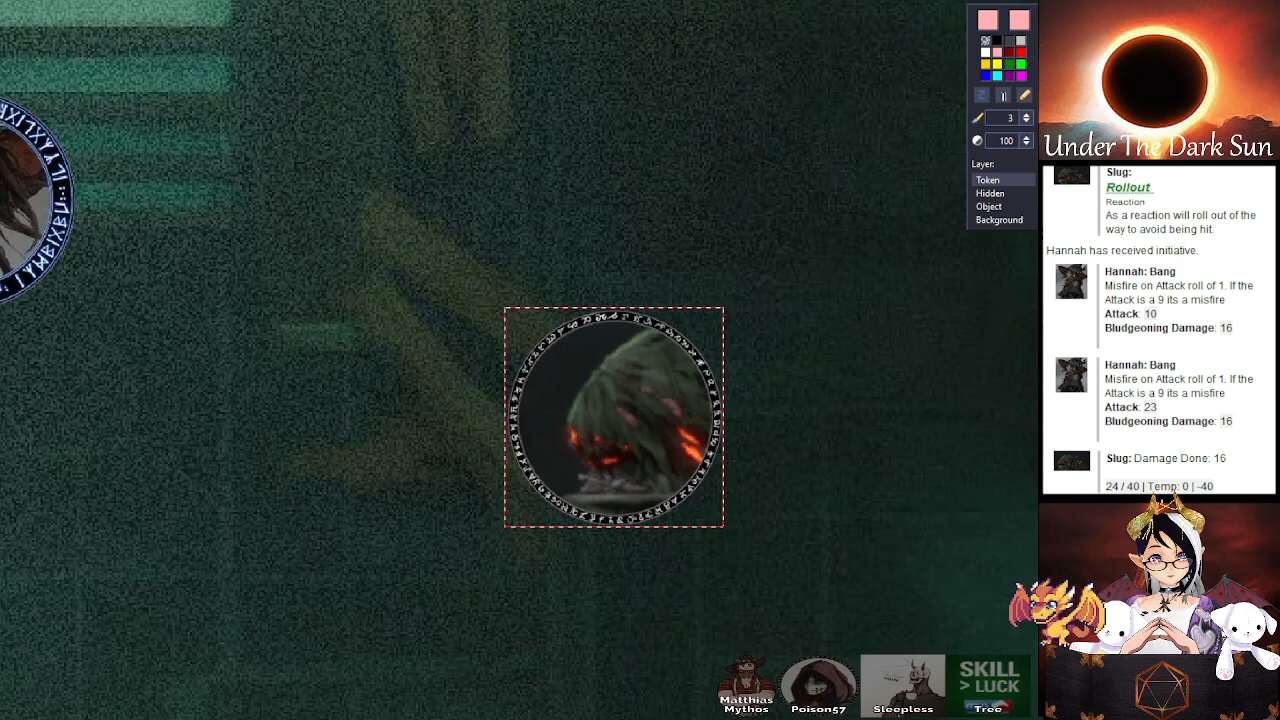 3
100
Layer:
Token
Hidden
Object
Background
Under The Dark Sun
Slug:
Rollout
Reaction
As a reaction will roll out of the
way to avoid being hit.
Hannah has received initiative.
Hannah: Bang
Misfire on Attack roll of 1. If the
Attack is a 9 its a misfire
Attack: 10
Bludgeoning Damage: 16
Hannah: Bang
Misfire on Attack roll of 1. If the
Attack is a 9 its a misfire
Attack: 23
Bludgeoning Damage: 16
Slug: Damage Done: 16
24 / 40 | Temp: 0 | -40
Matthias
Mythos
Poison57
Sleepless
SKILL
> LUCK
Tree